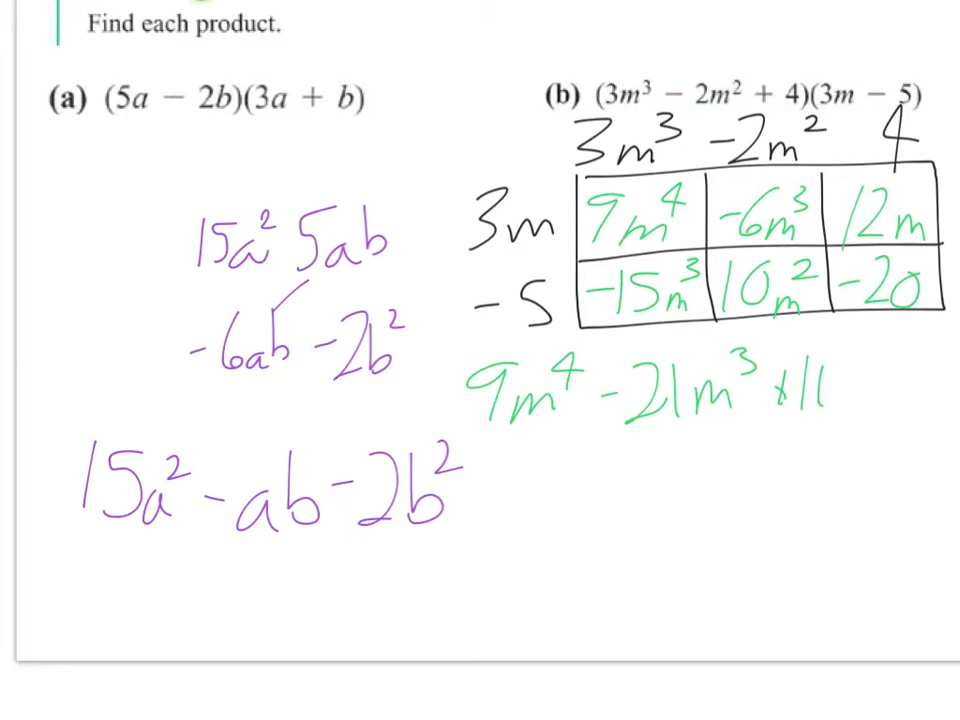 Find each product.
(a) (5a − 2b)(3a + b)
(b) (3m³ − 2m² + 4)(3m − 5)
3m³ -2m² 4
3m 9m⁴ -6m³ 12m
-5 -15m³ 10m² -20
15a² 5ab
-6ab -2b²
9m⁴ -21m³ +11
15a² -ab -2b²